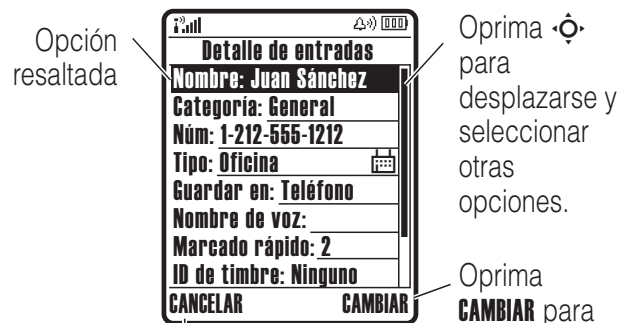 Opción
resaltada
Detalle de entradas
Nombre: Juan Sánchez
Categoría: General
Núm: 1-212-555-1212
Tipo: Oficina
Guardar en: Teléfono
Nombre de voz:
Marcado rápido: 2
ID de timbre: Ninguno
CANCELAR CAMBIAR
Oprima
para
desplazarse y
seleccionar
otras
opciones.
Oprima
CAMBIAR para